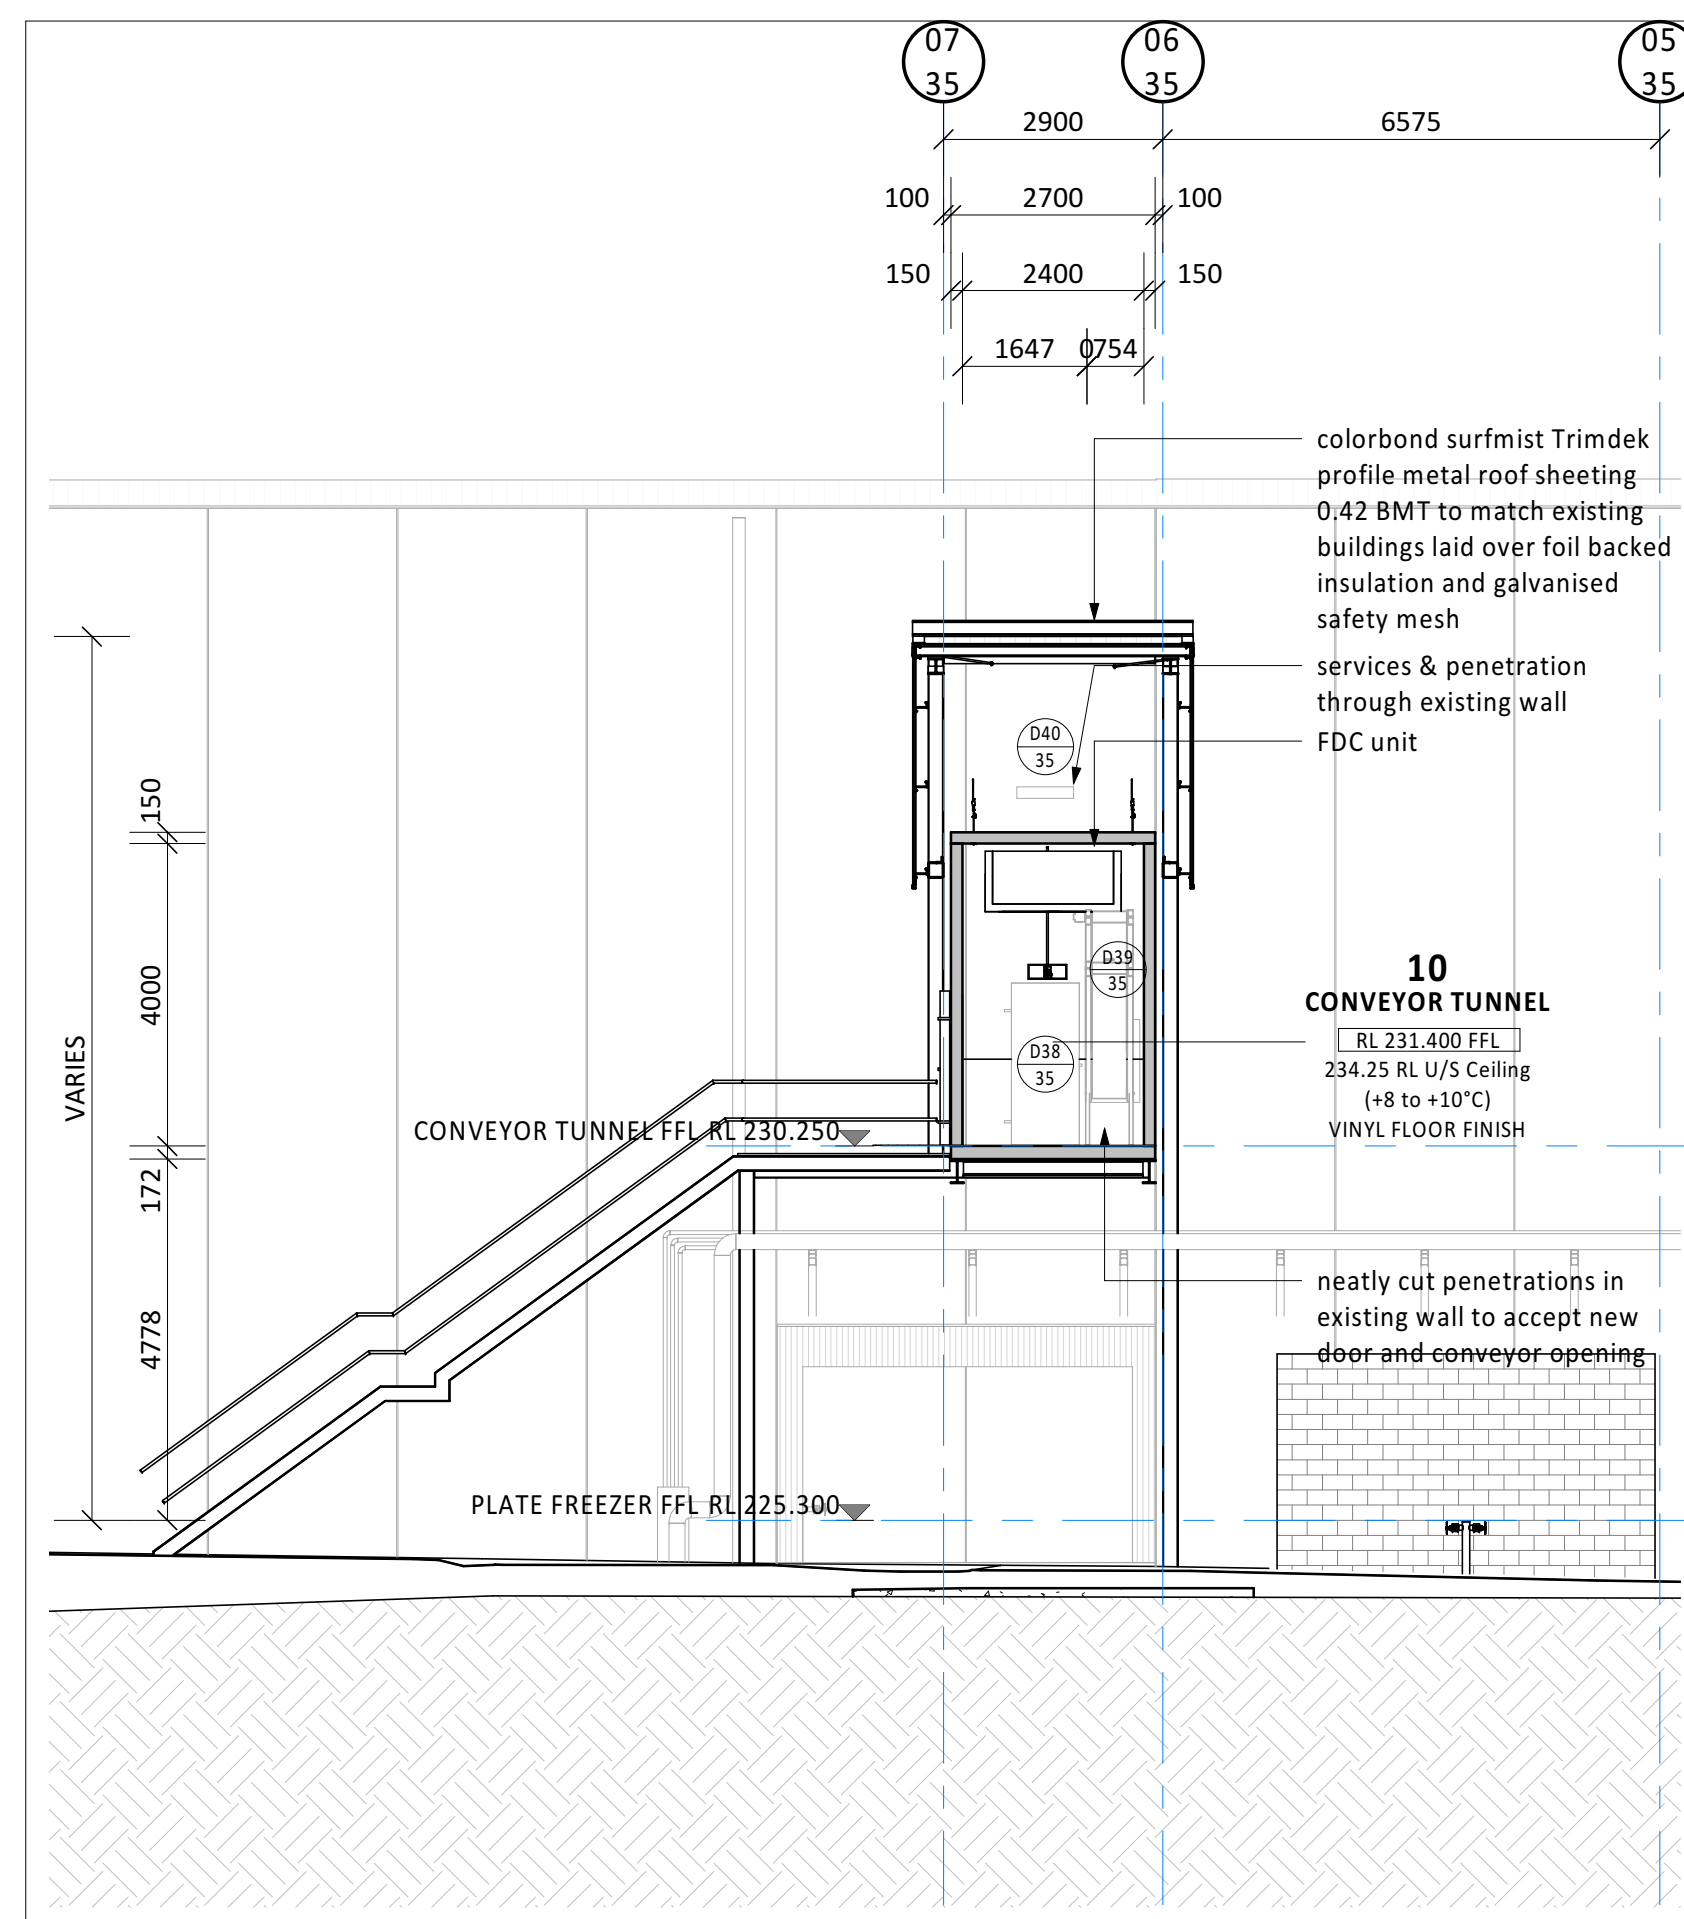 07
35
06
35
05
35
2900
6575
100
2700
100
150
2400
150
1647
0
754
colorbond surfmist Trimdek
profile metal roof sheeting
0.42 BMT to match existing
buildings laid over foil backed
insulation and galvanised
safety mesh
services & penetration
through existing wall
FDC unit
D40
35
150
4000
VARIES
172
4778
D39
35
D38
35
10
CONVEYOR TUNNEL
RL 231.400 FFL
234.25 RL U/S Ceiling
(+8 to +10°C)
VINYL FLOOR FINISH
CONVEYOR TUNNEL FFL RL 230.250
neatly cut penetrations in
existing wall to accept new
door and conveyor opening
PLATE FREEZER FFL RL 225.300